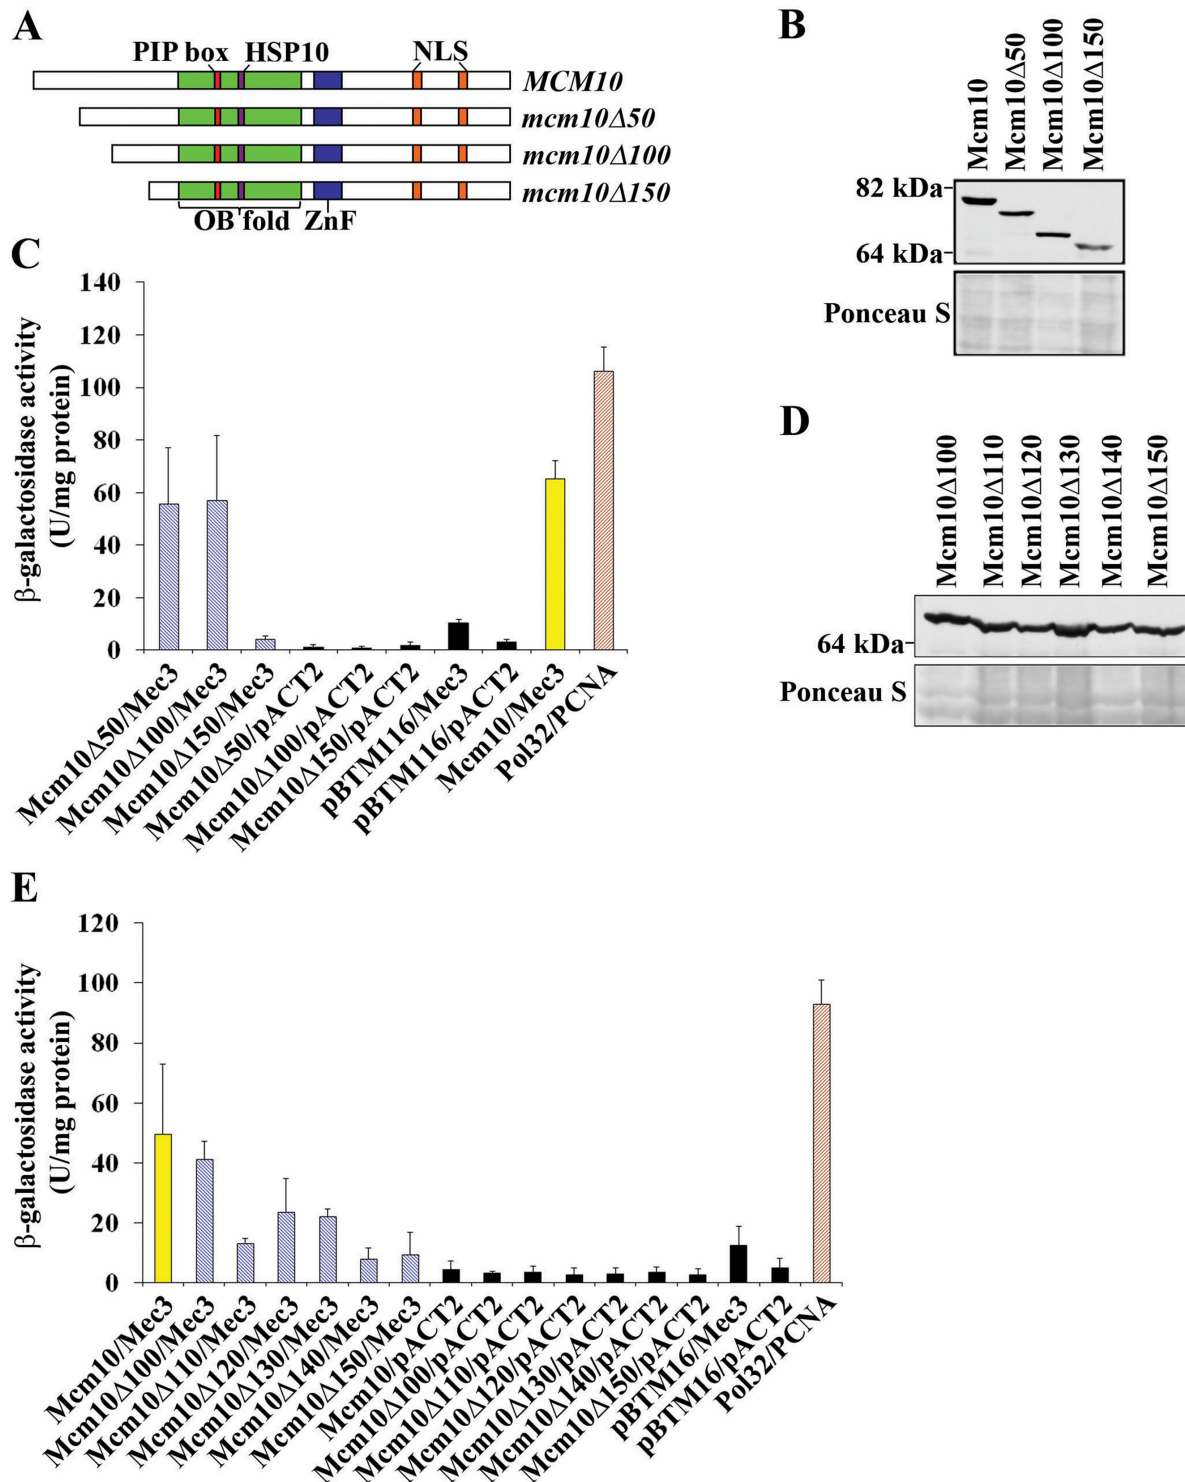 A
PIP box HSP10 NLS
MCM10
mcm10Δ50
mcm10Δ100
mcm10Δ150
OB fold ZnF
B
Mcm10
Mcm10Δ50
Mcm10Δ100
Mcm10Δ150
82 kDa
64 kDa
Ponceau S
C
β-galactosidase activity
(U/mg protein)
140
120
100
80
60
40
20
0
Mcm10Δ50/Mec3
Mcm10Δ100/Mec3
Mcm10Δ150/Mec3
Mcm10Δ50/pACT2
Mcm10Δ100/pACT2
Mcm10Δ150/pACT2
pBTM116/Mec3
pBTM116/pACT2
Mcm10/Mec3
Pol32/PCNA
D
Mcm10Δ100
Mcm10Δ110
Mcm10Δ120
Mcm10Δ130
Mcm10Δ140
Mcm10Δ150
64 kDa
Ponceau S
E
β-galactosidase activity
(U/mg protein)
120
100
80
60
40
20
0
Mcm10/Mec3
Mcm10Δ100/Mec3
Mcm10Δ110/Mec3
Mcm10Δ120/Mec3
Mcm10Δ130/Mec3
Mcm10Δ140/Mec3
Mcm10Δ150/Mec3
Mcm10/pACT2
Mcm10Δ100/pACT2
Mcm10Δ110/pACT2
Mcm10Δ120/pACT2
Mcm10Δ130/pACT2
Mcm10Δ140/pACT2
Mcm10Δ150/pACT2
pBTM16/Mec3
pBTM16/pACT2
Pol32/PCNA